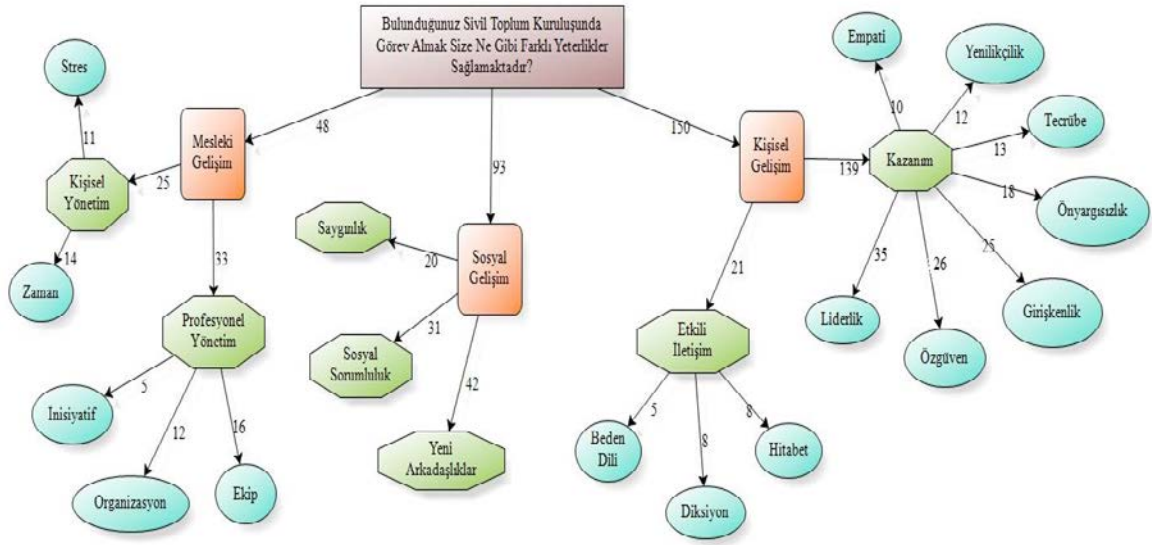 Bulunduğunuz Sivil Toplum Kuruluşunda
Görev Almak Size Ne Gibi Farklı Yeterlikler
Sağlamaktadır?
48
93
150
Mesleki
Gelişim
25
Kişisel
Yönetim
11
Stres
14
Zaman
33
Profesyonel
Yönctim
5
Inisiyatif
12
Organizasyon
16
Ekip
Sosyal
Gelişim
20
Saygınlık
31
Sosyal
Sorumluluk
42
Yeni
Arkadaşlıklar
Kişisel
Gelişim
21
Etkili
İletişim
5
Beden
Dili
8
Diksiyon
8
Hitabet
139
Kazanım
10
Empati
12
Yenilikçilik
13
Tecrübe
18
Önyargısızlık
25
Girişkenlik
26
Özgüven
35
Liderlik